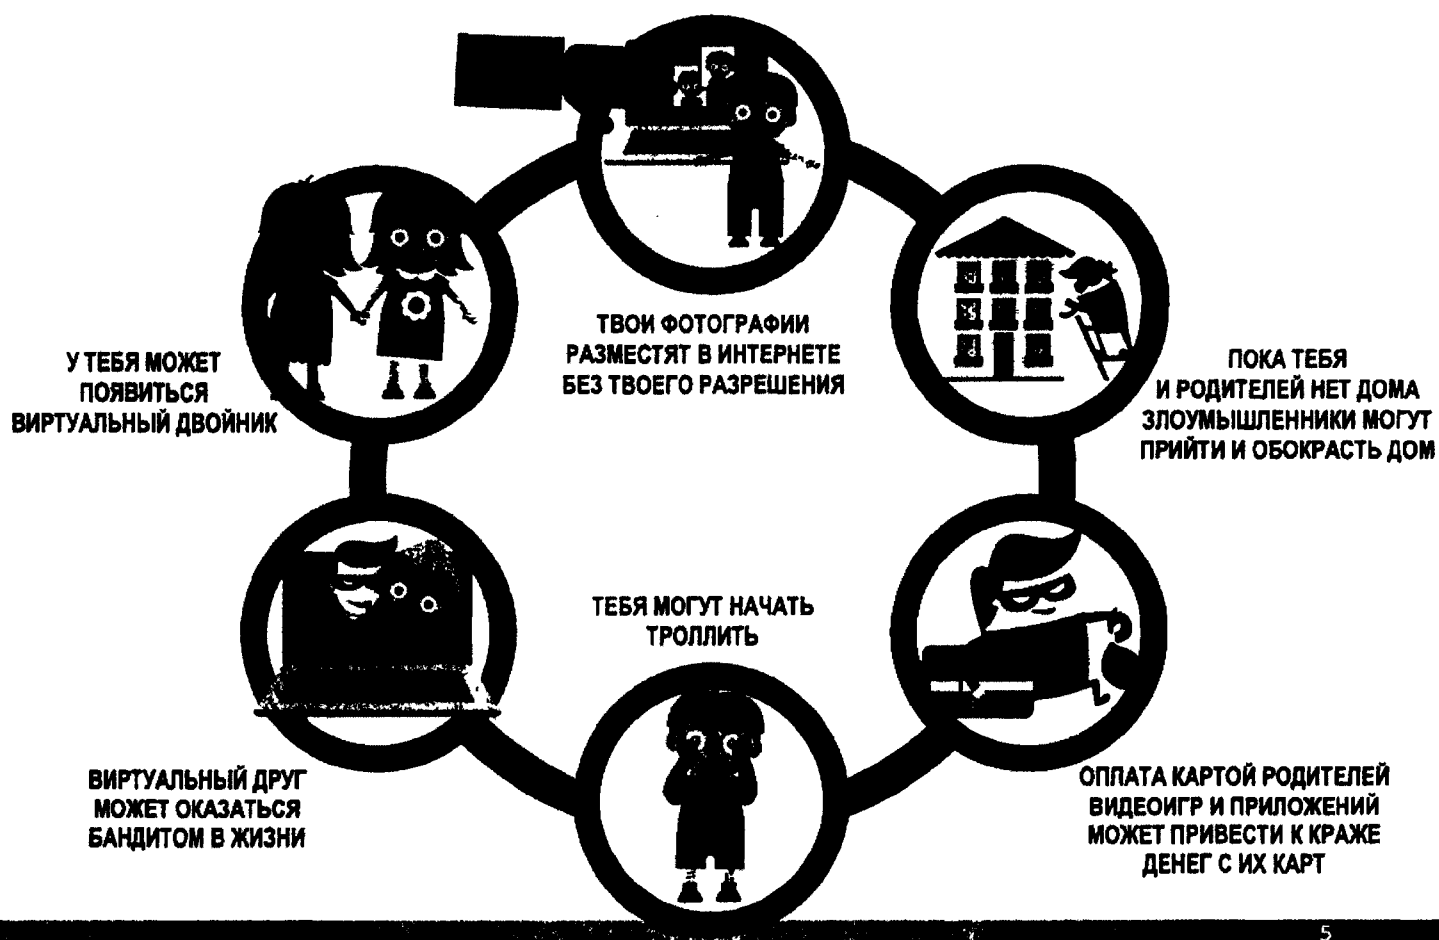 ТВОИ ФОТОГРАФИИ
РАЗМЕСТЯТ В ИНТЕРНЕТЕ
БЕЗ ТВОЕГО РАЗРЕШЕНИЯ
У ТЕБЯ МОЖЕТ
ПОЯВИТЬСЯ
ВИРТУАЛЬНЫЙ ДВОЙНИК
ПОКА ТЕБЯ
И РОДИТЕЛЕЙ НЕТ ДОМА
ЗЛОУМЫШЛЕННИКИ МОГУТ
ПРИЙТИ И ОБОКРАСТЬ ДОМ
ТЕБЯ МОГУТ НАЧАТЬ
ТРОЛЛИТЬ
ВИРТУАЛЬНЫЙ ДРУГ
МОЖЕТ ОКАЗАТЬСЯ
БАНДИТОМ В ЖИЗНИ
ОПЛАТА КАРТОЙ РОДИТЕЛЕЙ
ВИДЕОИГР И ПРИЛОЖЕНИЙ
МОЖЕТ ПРИВЕСТИ К КРАЖЕ
ДЕНЕГ С ИХ КАРТ
5